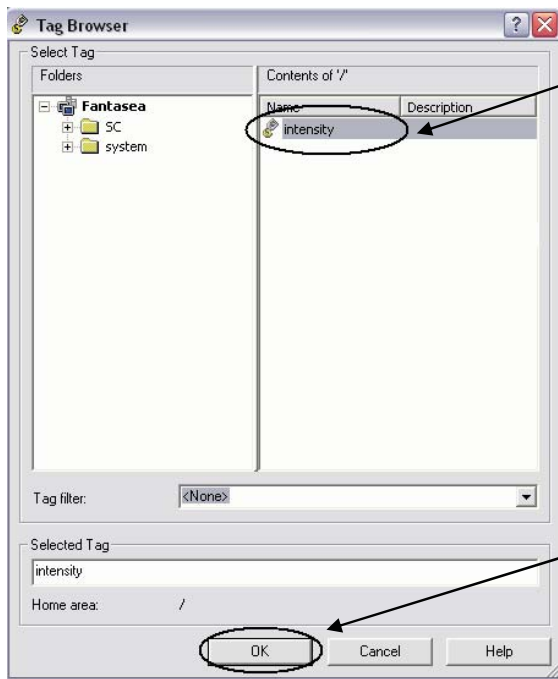 Tag Browser
Select Tag
Folders
Contents of '/'
Fantasea
SC
system
Name Description
intensity
Tag filter: <None>
Selected Tag
intensity
Home area: /
OK Cancel Help